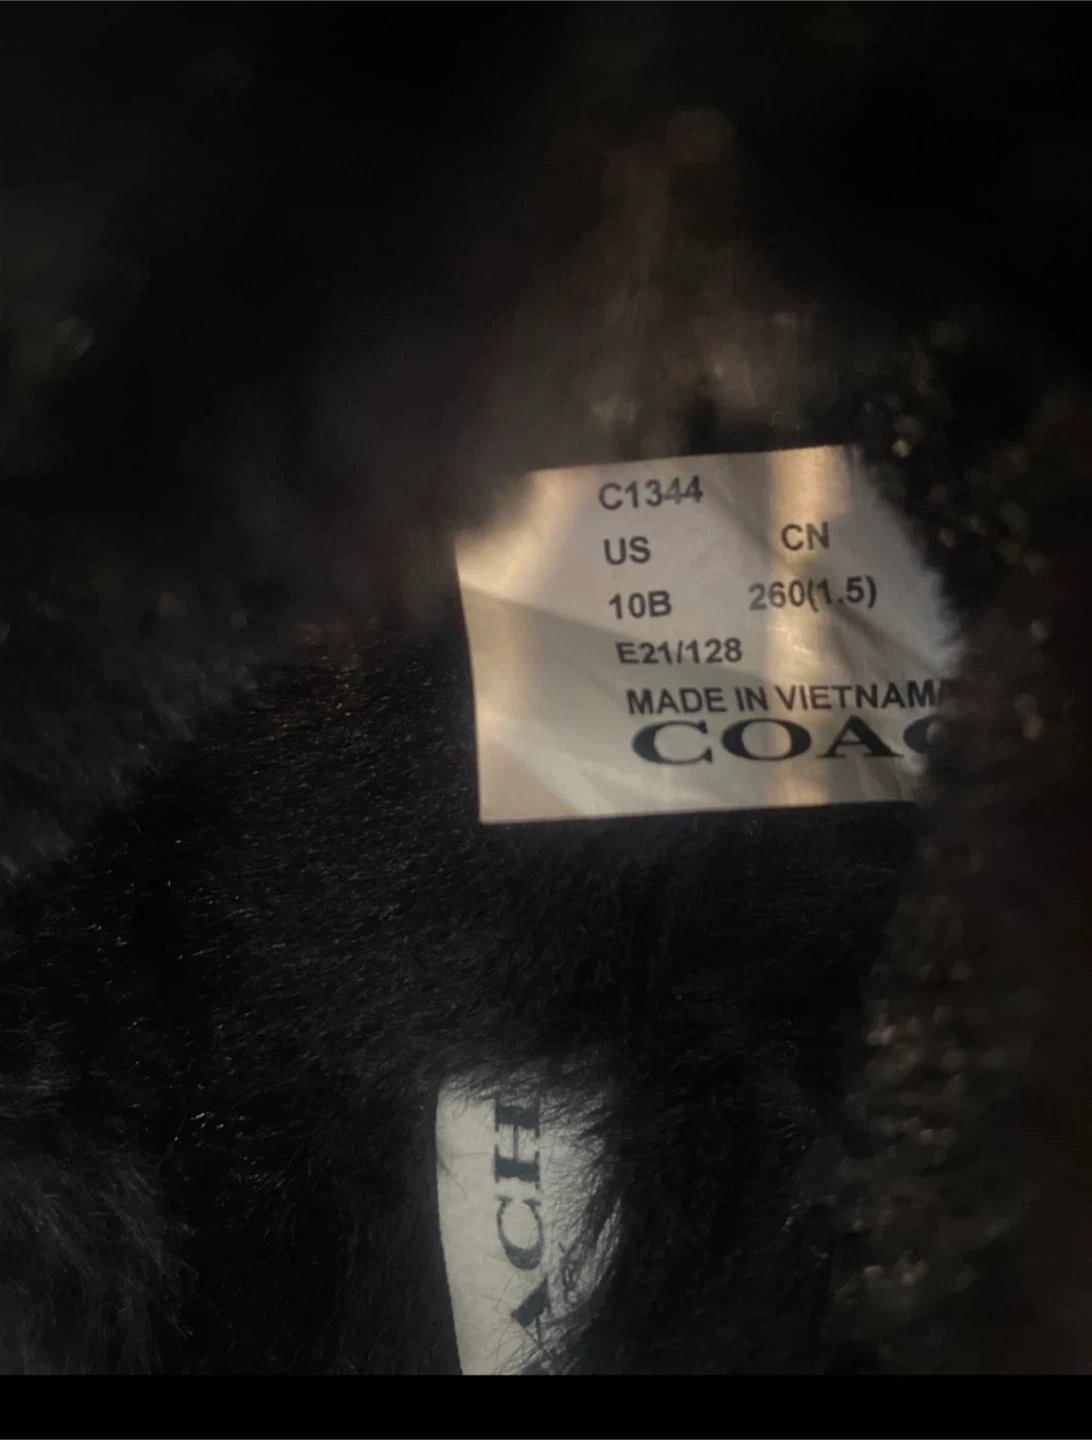 C1344
US CN
10B 260(1.5)
E21/128
MADE IN VIETNAM/
COAC
ACH